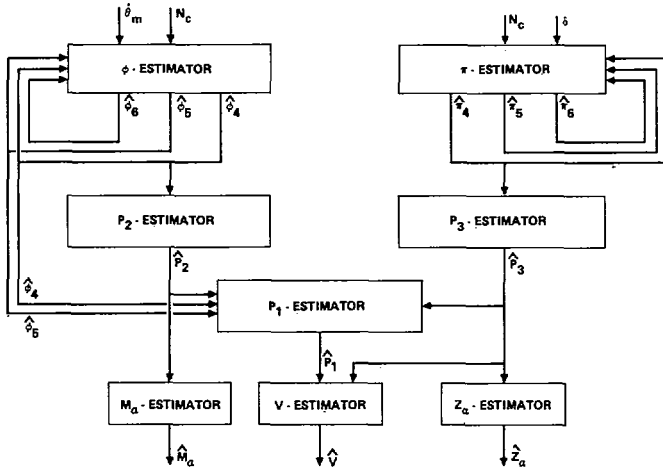 θ̇m Nc Nc δ
ϕ - ESTIMATOR π - ESTIMATOR
ϕ̂6 ϕ̂5 ϕ̂4 π̂4 π̂5 π̂6
P2 - ESTIMATOR P3 - ESTIMATOR
P̂2 P̂3
ϕ̂4
ϕ̂5
P1 - ESTIMATOR
P̂1
Mα - ESTIMATOR V - ESTIMATOR Zα - ESTIMATOR
M̂α V̂ Ẑα